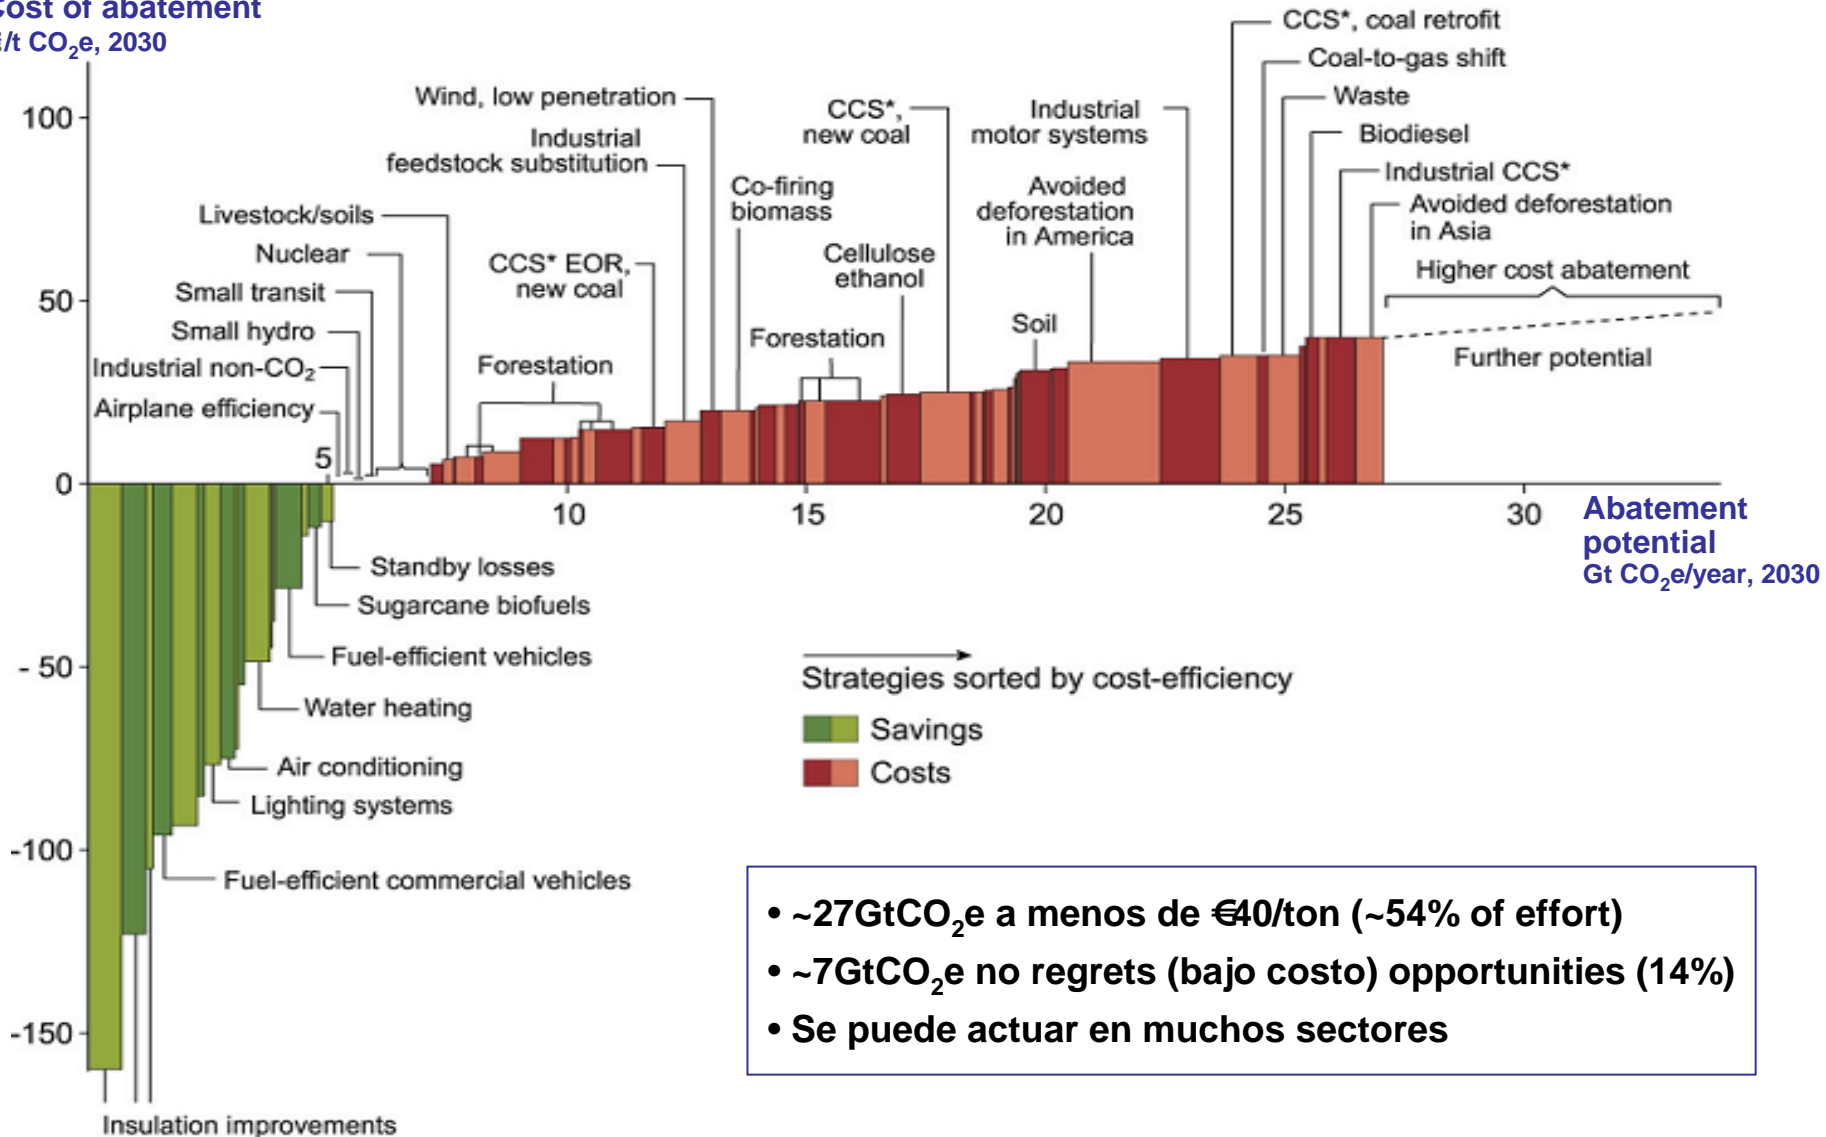 Cost of abatement
€/t CO₂e, 2030
100
50
0
- 50
-100
-150
5
10
15
20
25
30
Abatement
potential
Gt CO₂e/year, 2030
CCS*, coal retrofit
Coal-to-gas shift
Waste
Biodiesel
Industrial CCS*
Avoided deforestation
in Asia
Higher cost abatement
Further potential
Wind, low penetration
Industrial
feedstock substitution
Livestock/soils
Nuclear
Small transit
Small hydro
Industrial non-CO₂
Airplane efficiency
CCS* EOR,
new coal
Forestation
Co-firing
biomass
CCS*,
new coal
Cellulose
ethanol
Forestation
Industrial
motor systems
Avoided
deforestation
in America
Soil
Standby losses
Sugarcane biofuels
Fuel-efficient vehicles
Water heating
Air conditioning
Lighting systems
Fuel-efficient commercial vehicles
Insulation improvements
Strategies sorted by cost-efficiency
Savings
Costs
• ~27GtCO₂e a menos de €40/ton (~54% of effort)
• ~7GtCO₂e no regrets (bajo costo) opportunities (14%)
• Se puede actuar en muchos sectores